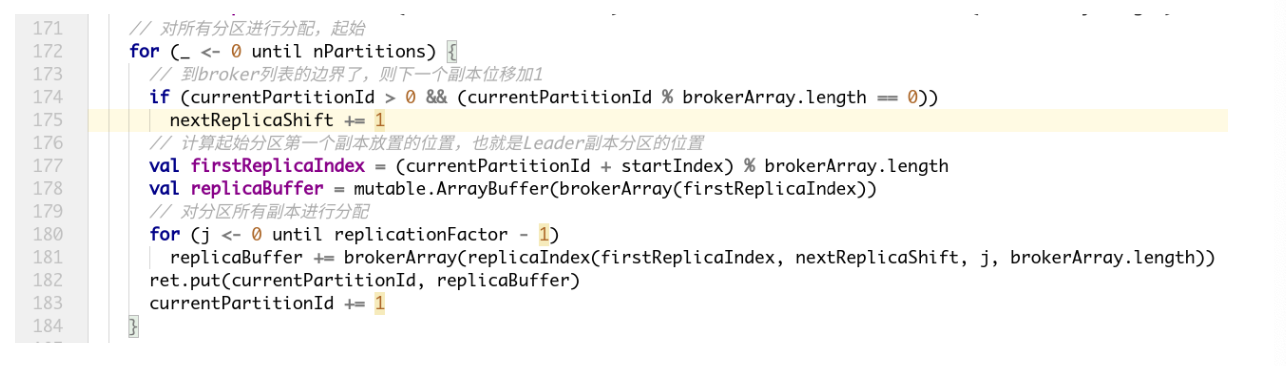 171 // 对所有分区进行分配，起始
172 for (_ <- 0 until nPartitions) {
173 // 到broker列表的边界了，则下一个副本位移加1
174 if (currentPartitionId > 0 && (currentPartitionId % brokerArray.length == 0))
175 nextReplicaShift += 1
176 // 计算起始分区第一个副本放置的位置，也就是Leader副本分区的位置
177 val firstReplicaIndex = (currentPartitionId + startIndex) % brokerArray.length
178 val replicaBuffer = mutable.ArrayBuffer(brokerArray(firstReplicaIndex))
179 // 对分区所有副本进行分配
180 for (j <- 0 until replicationFactor - 1)
181 replicaBuffer += brokerArray(replicaIndex(firstReplicaIndex, nextReplicaShift, j, brokerArray.length))
182 ret.put(currentPartitionId, replicaBuffer)
183 currentPartitionId += 1
184 }